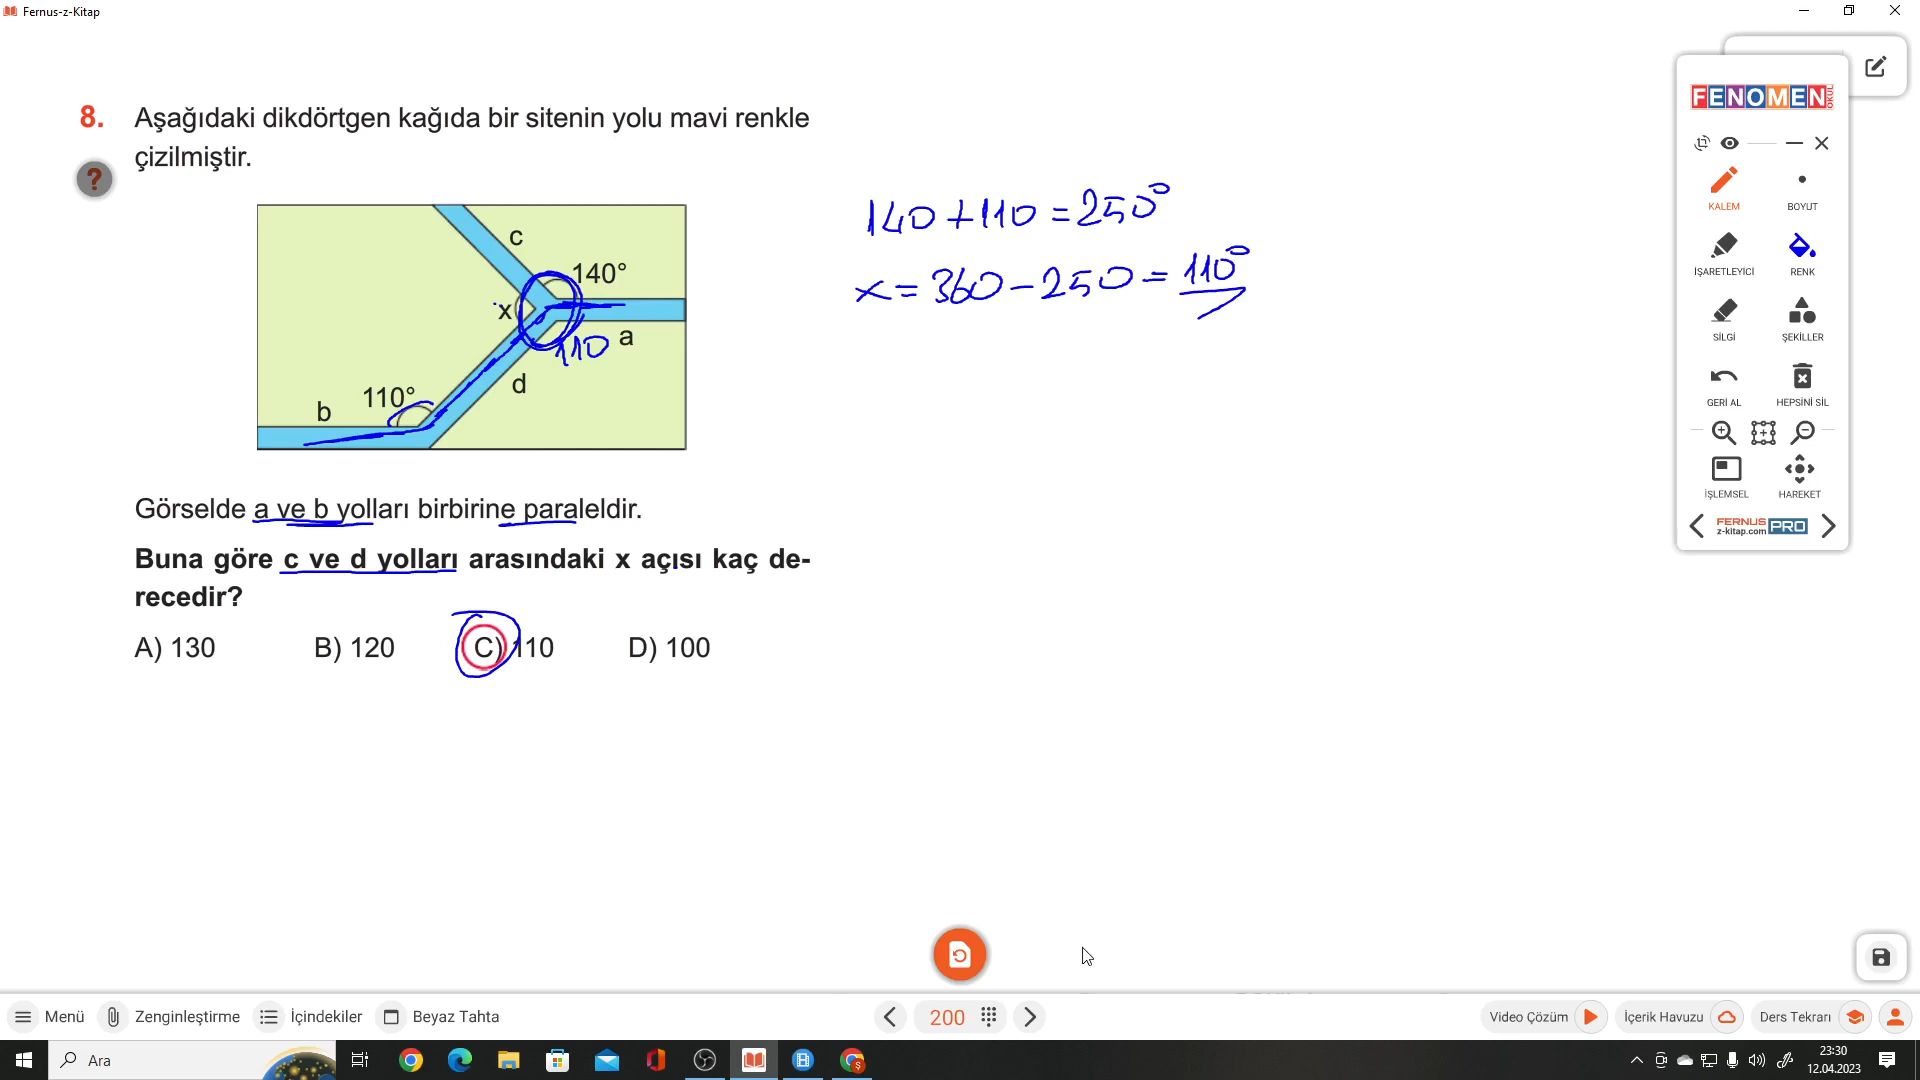 Fernus-z-Kitap
8. Aşağıdaki dikdörtgen kağıda bir sitenin yolu mavi renkle
çizilmiştir.
?
c
140°
x
110
a
d
110°
b
140 + 110 = 250°
x = 360 - 250 = 110°
Görselde a ve b yolları birbirine paraleldir.
Buna göre c ve d yolları arasındaki x açısı kaç de-
recedir?
A) 130 B) 120 C) 110 D) 100
FENOMEN OKUL
KALEM BOYUT
İŞARETLEYİCİ RENK
SİLGİ ŞEKİLLER
GERİ AL HEPSİNİ SİL
İŞLEMSEL HAREKET
FERNUS PRO
z-kitap.com
Menü Zenginleştirme İçindekiler Beyaz Tahta 200 Video Çözüm İçerik Havuzu Ders Tekrarı
Ara
23:30
12.04.2023